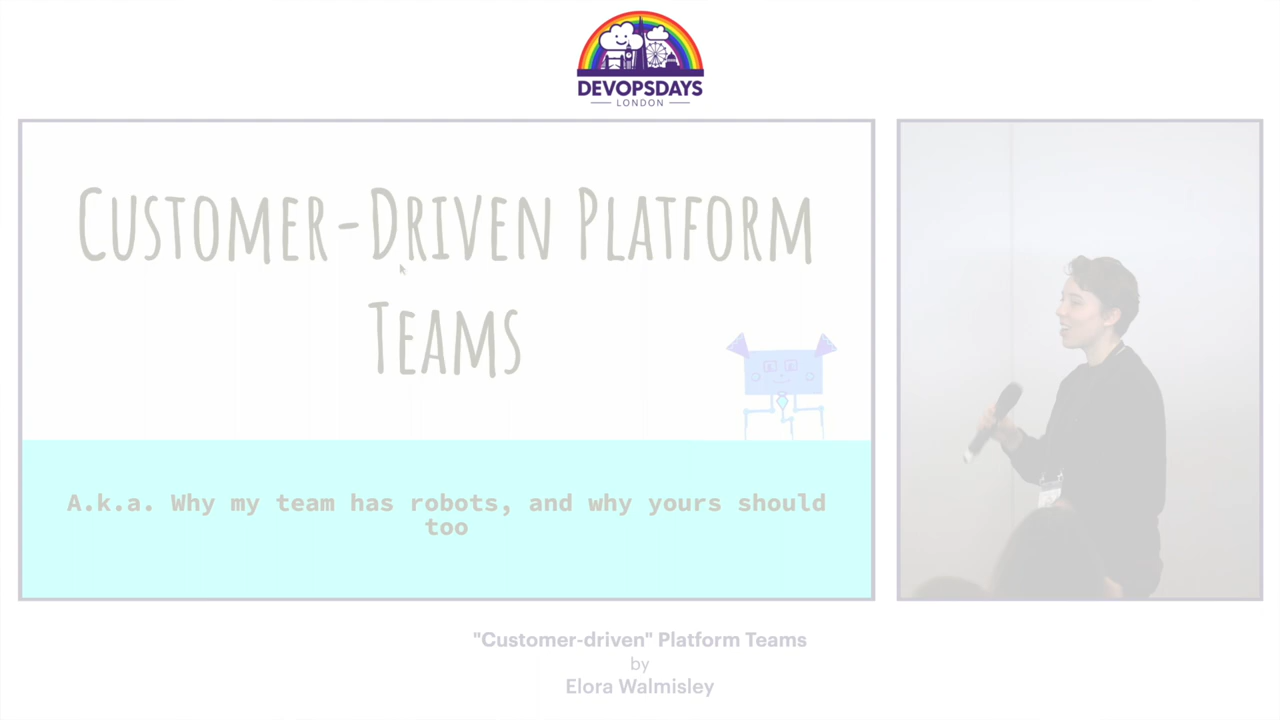 DEVOPSDAYS
LONDON
Customer-Driven Platform
Teams
A.k.a. Why my team has robots, and why yours should
too
"Customer-driven" Platform Teams
by
Elora Walmisley